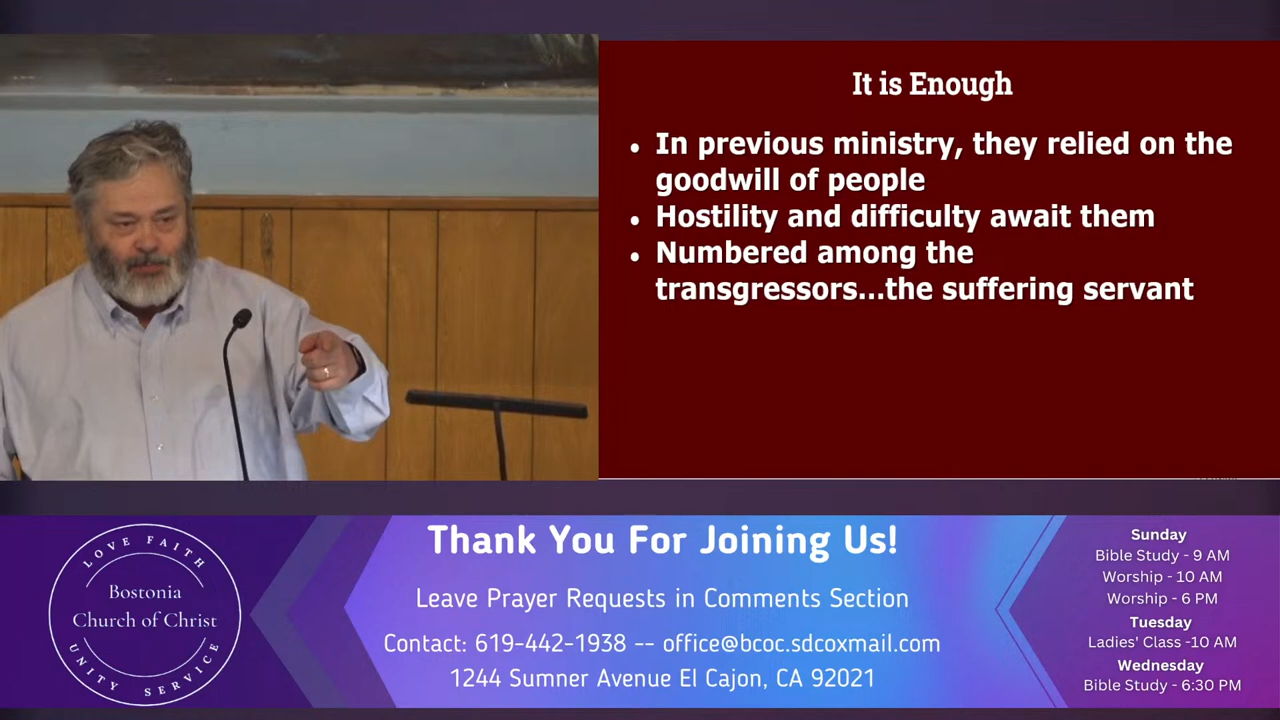 It is Enough
• In previous ministry, they relied on the
goodwill of people
• Hostility and difficulty await them
• Numbered among the
transgressors...the suffering servant
LOVE FAITH
Bostonia
Church of Christ
UNITY SERVICE
Thank You For Joining Us!
Leave Prayer Requests in Comments Section
Contact: 619-442-1938 -- office@bcoc.sdcoxmail.com
1244 Sumner Avenue El Cajon, CA 92021
Sunday
Bible Study - 9 AM
Worship - 10 AM
Worship - 6 PM
Tuesday
Ladies' Class -10 AM
Wednesday
Bible Study - 6:30 PM